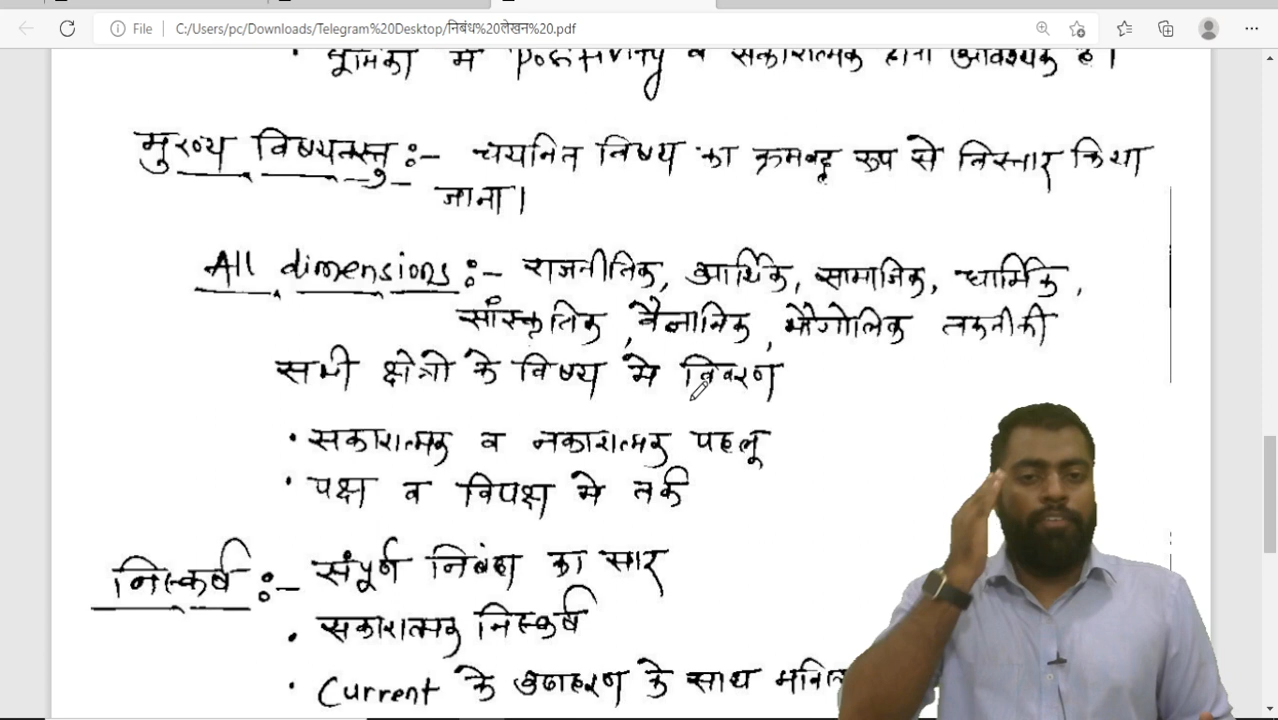 File C:/Users/pc/Downloads/Telegram%20Desktop/निबंध%20लेखन%20.pdf
• भूमिका में Positivity व सकारात्मक होना आवश्यक है।
मुख्य विषयवस्तु :- चयनित विषय का क्रमबद्ध रूप से विस्तार किया
जाना।
All dimensions :- राजनीतिक, आर्थिक, सामाजिक, धार्मिक,
सांस्कृतिक, वैज्ञानिक, भौगोलिक तकनीकी
सभी क्षेत्रो के विषय मे विवरण
• सकारात्मक व नकारात्मक पहलू
• पक्ष व विपक्ष मे तर्क
निस्कर्ष :- संपूर्ण निबंध का सार
• सकारात्मक निस्कर्ष
• Current के उदाहरण के साथ